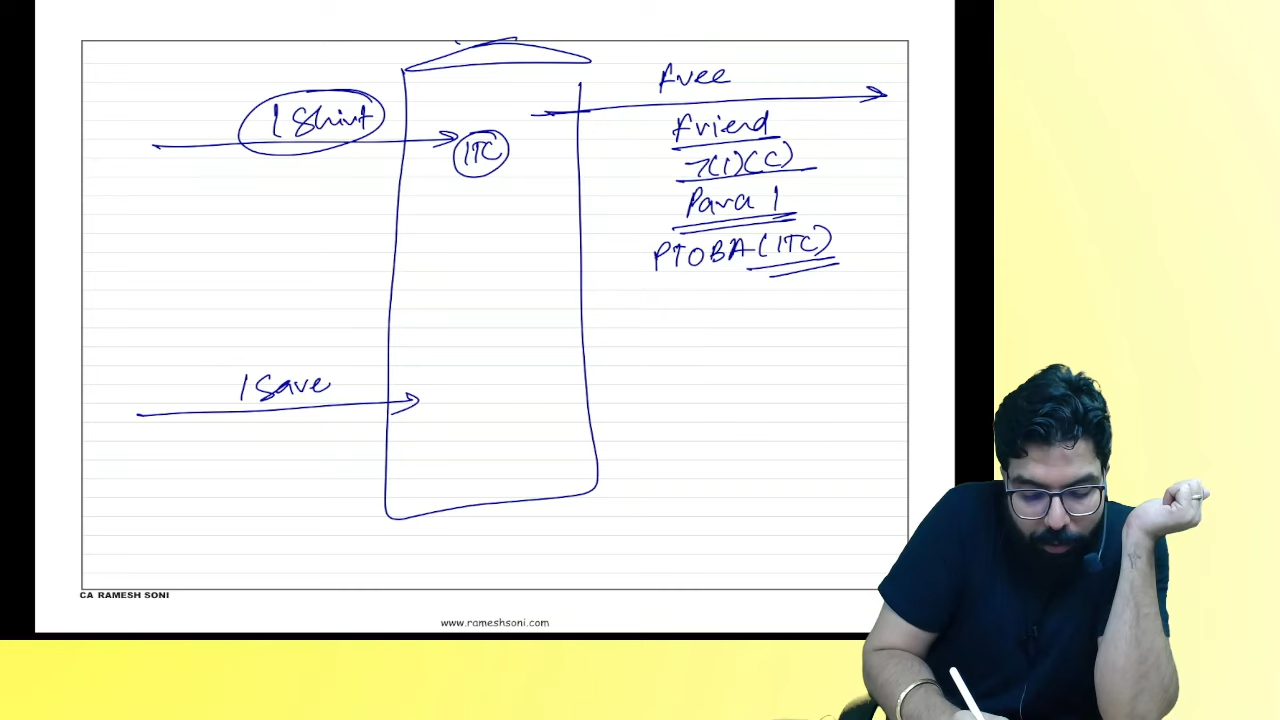 1 Shirt
ITC
free
friend
7(1)(c)
Para 1
PTOBA (ITC)
1 Saree
CA RAMESH SONI
www.rameshsoni.com